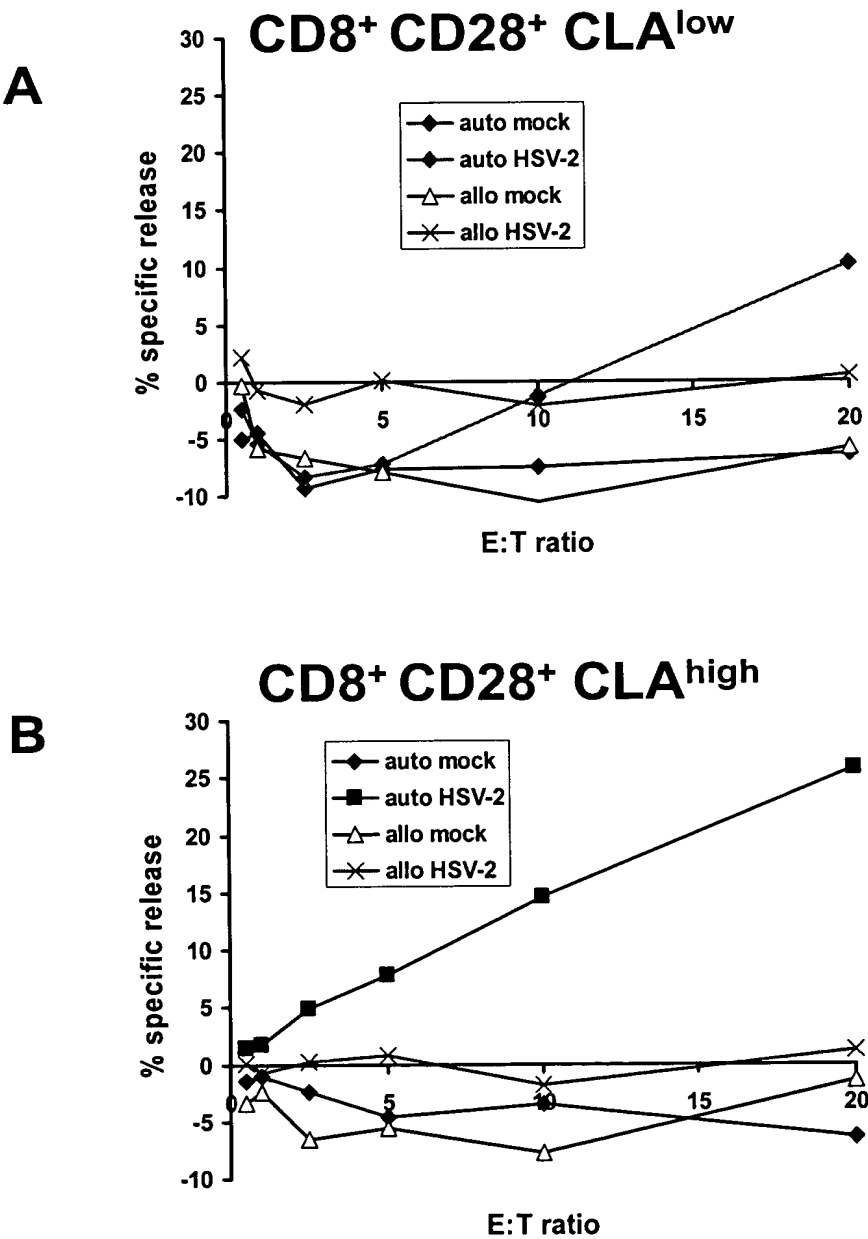 CD8+ CD28+ CLAlow
A
30
25
20
15
10
5
0
-5
-10
% specific release
auto mock
auto HSV-2
allo mock
allo HSV-2
0 5 10 15 20
E:T ratio
CD8+ CD28+ CLAhigh
B
30
25
20
15
10
5
0
-5
-10
% specific release
auto mock
auto HSV-2
allo mock
allo HSV-2
0 5 10 15 20
E:T ratio